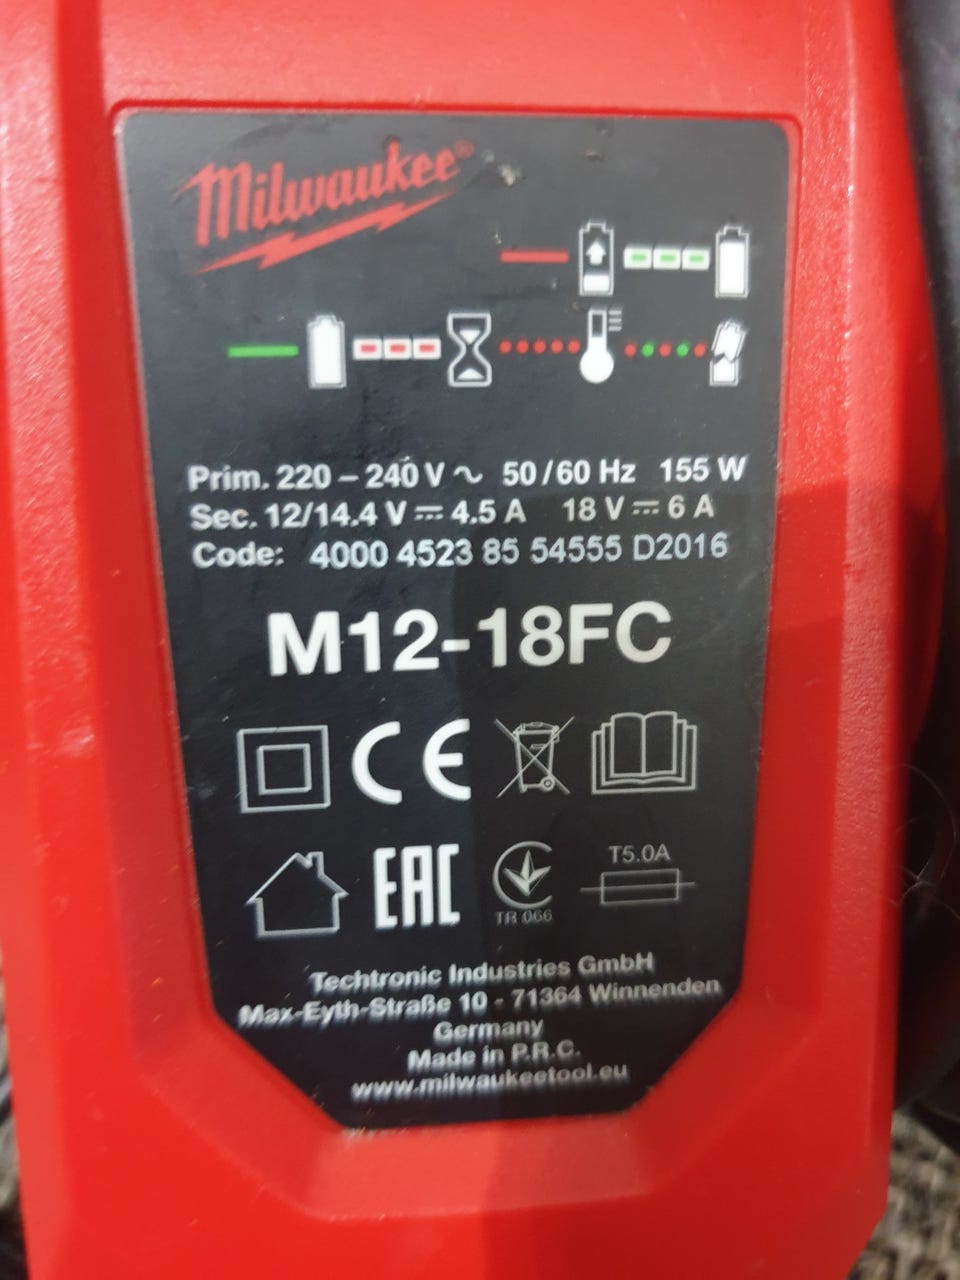 Milwaukee®
Prim. 220 – 240 V ~ 50/60 Hz 155 W
Sec. 12/14.4 V ⎓ 4.5 A 18 V ⎓ 6 A
Code: 4000 4523 85 54555 D2016
M12-18FC
CE
EAC
T5.0A
TR 066
Techtronic Industries GmbH
Max-Eyth-Straße 10 - 71364 Winnenden
Germany
Made in P.R.C.
www.milwaukeetool.eu